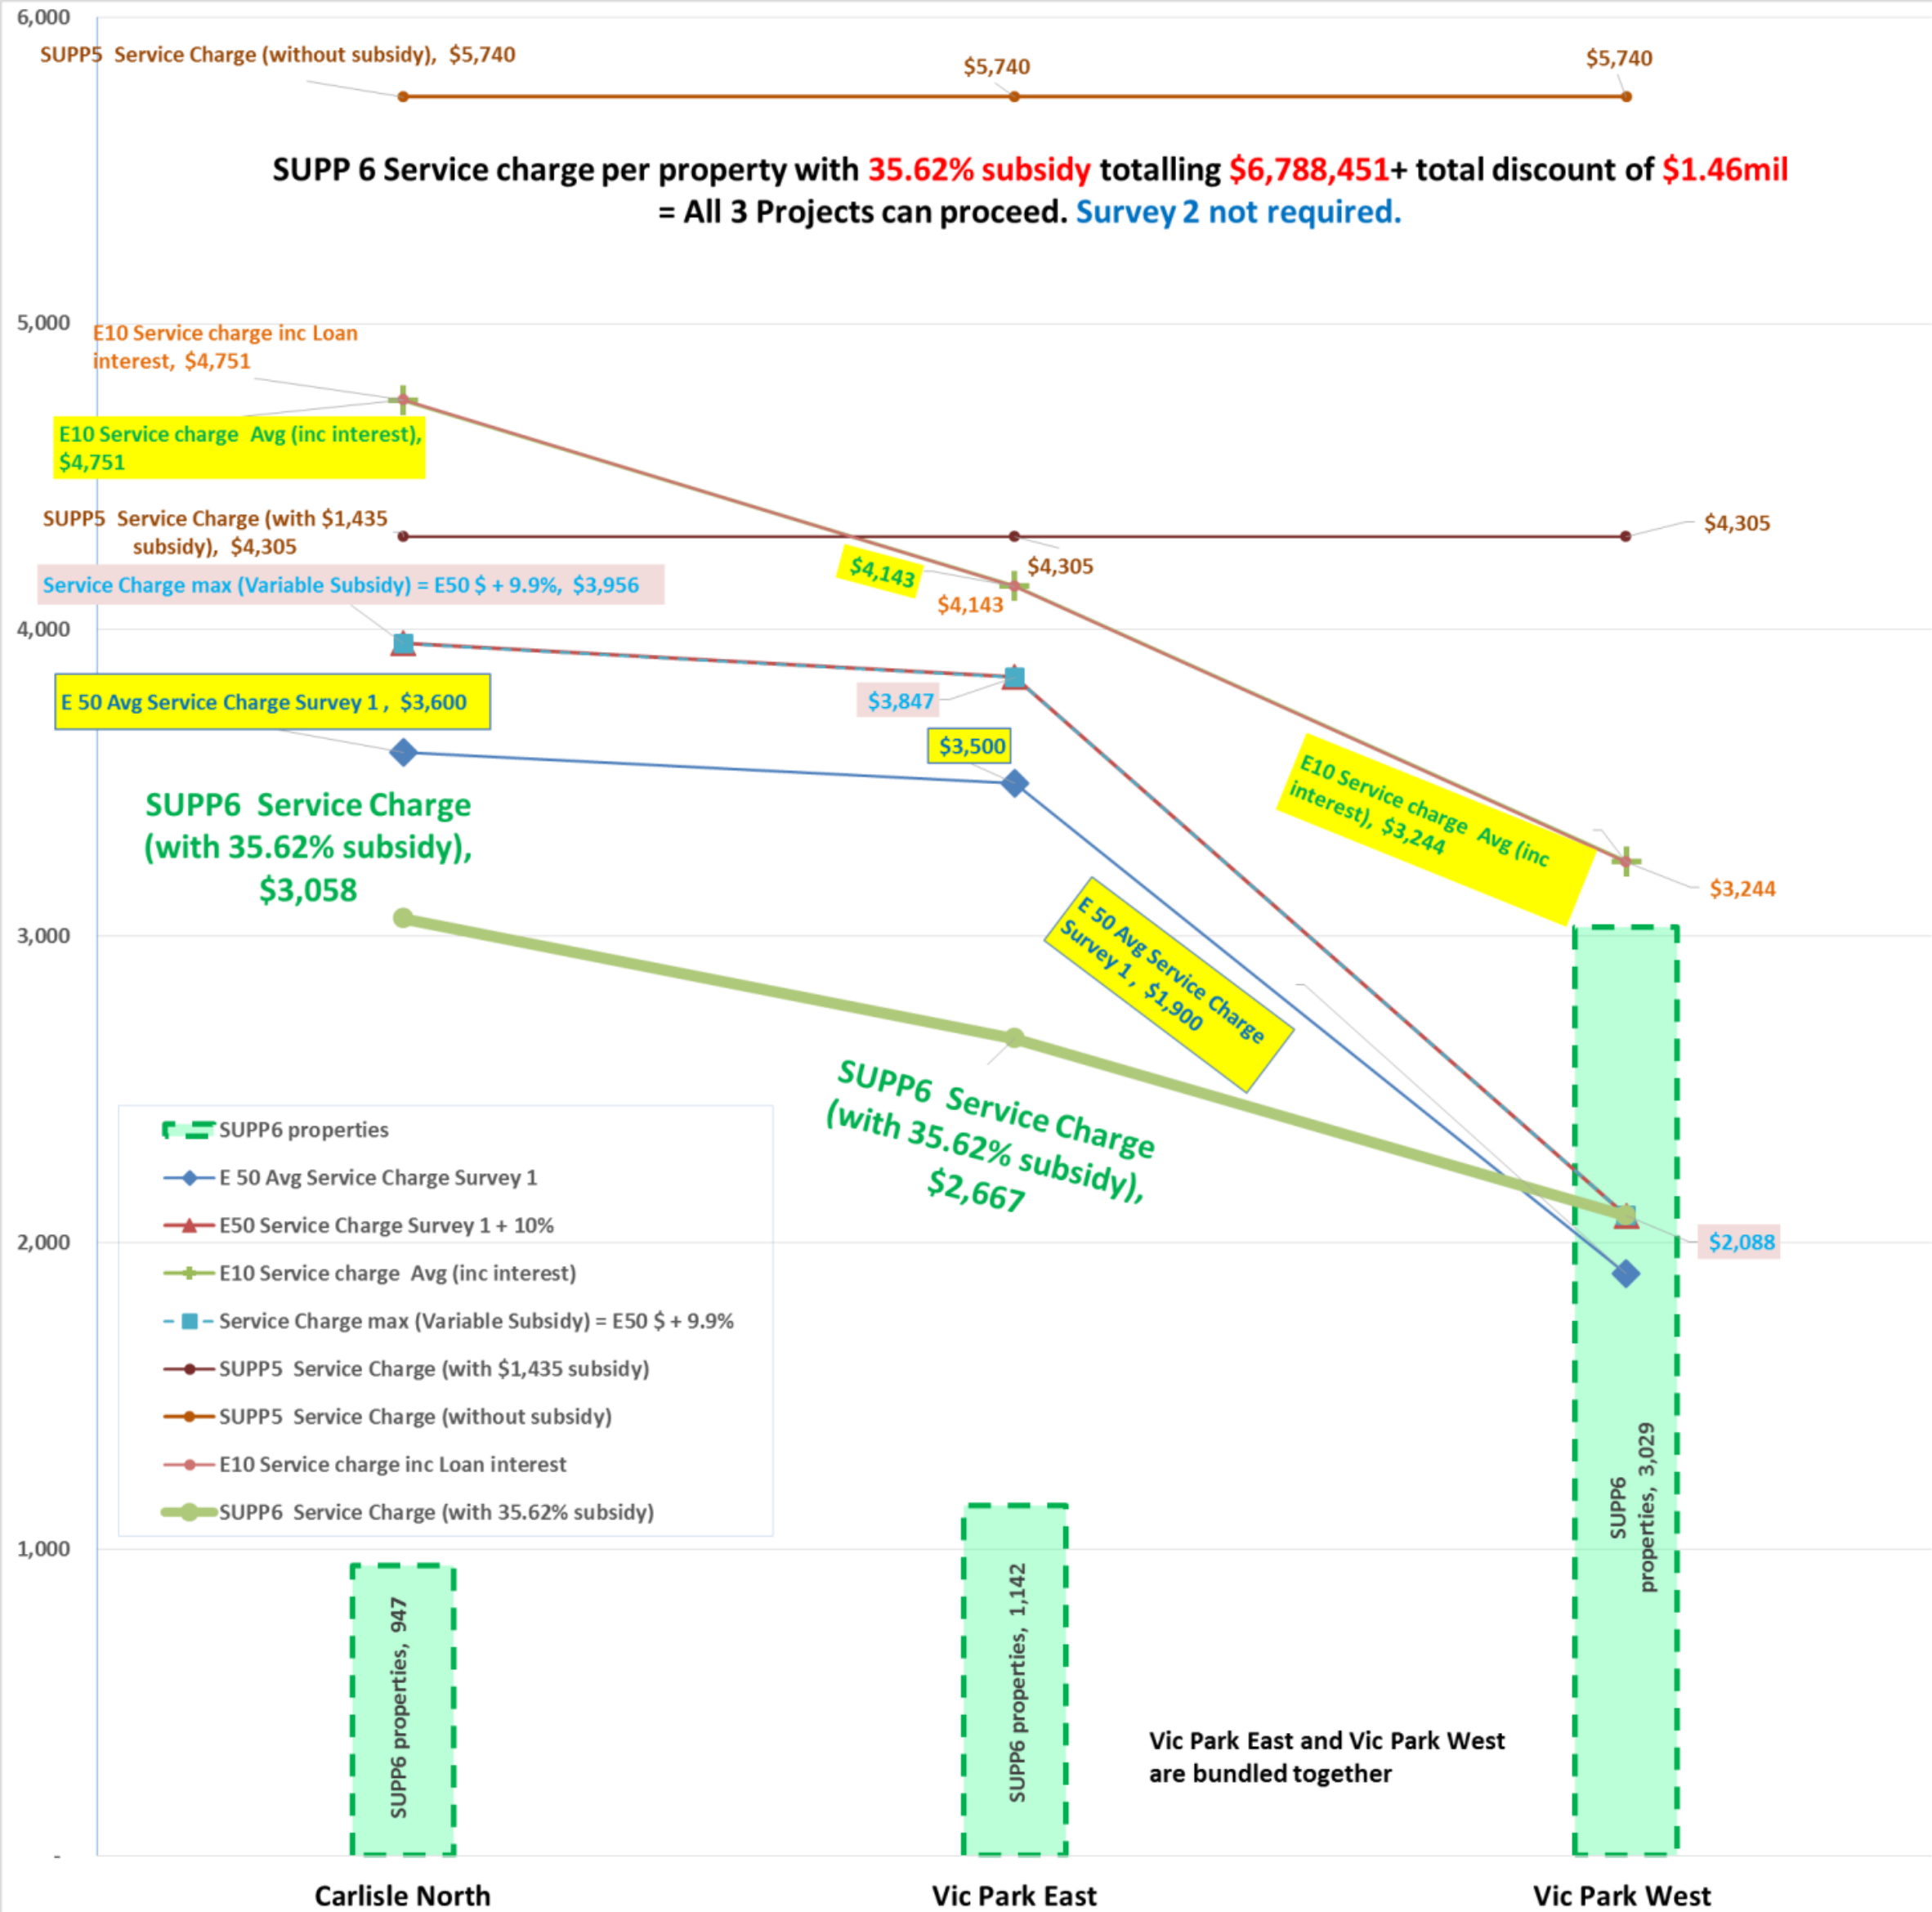 6,000
SUPP5 Service Charge (without subsidy), $5,740
$5,740
$5,740
SUPP 6 Service charge per property with 35.62% subsidy totalling $6,788,451+ total discount of $1.46mil
= All 3 Projects can proceed. Survey 2 not required.
5,000
E10 Service charge inc Loan
interest, $4,751
E10 Service charge Avg (inc interest),
$4,751
SUPP5 Service Charge (with $1,435
subsidy), $4,305
$4,305
$4,305
$4,143
$4,143
Service Charge max (Variable Subsidy) = E50 $ + 9.9%, $3,956
4,000
E 50 Avg Service Charge Survey 1 , $3,600
$3,847
$3,500
E10 Service charge Avg (inc
interest), $3,244
$3,244
SUPP6 Service Charge
(with 35.62% subsidy),
$3,058
3,000
E 50 Avg Service Charge
Survey 1 , $1,900
SUPP6 Service Charge
(with 35.62% subsidy),
$2,667
2,000
$2,088
SUPP6 properties
E 50 Avg Service Charge Survey 1
E50 Service Charge Survey 1 + 10%
E10 Service charge Avg (inc interest)
Service Charge max (Variable Subsidy) = E50 $ + 9.9%
SUPP5 Service Charge (with $1,435 subsidy)
SUPP5 Service Charge (without subsidy)
E10 Service charge inc Loan interest
SUPP6 Service Charge (with 35.62% subsidy)
1,000
SUPP6 properties, 947
SUPP6 properties, 1,142
SUPP6
properties, 3,029
Vic Park East and Vic Park West
are bundled together
-
Carlisle North
Vic Park East
Vic Park West